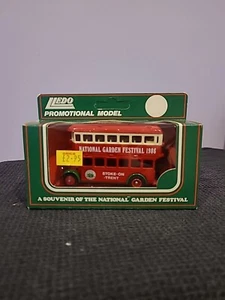 LLEDO
PROMOTIONAL MODEL
NATIONAL GARDEN FESTIVAL 1986
STOKE-ON
-TRENT
A SOUVENIR OF THE NATIONAL GARDEN FESTIVAL